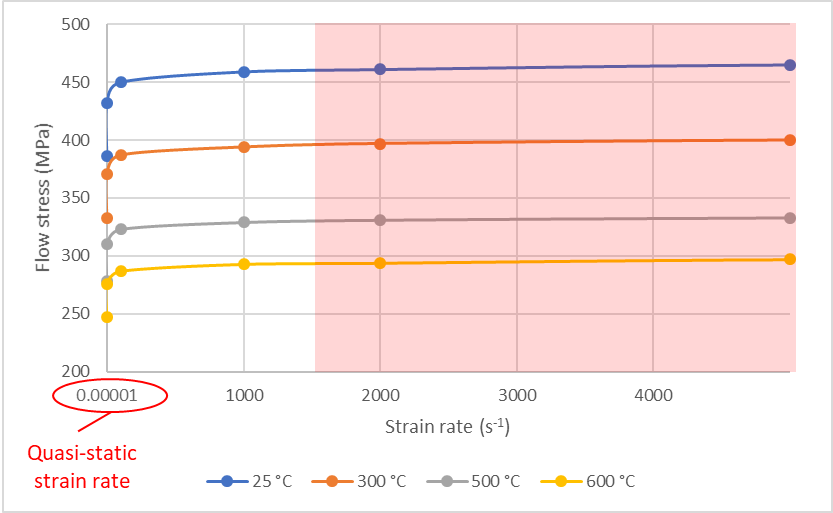 500
450
400
350
300
250
200
Flow stress (MPa)
0.00001 1000 2000 3000 4000
Strain rate (s⁻¹)
Quasi-static
strain rate
25 °C 300 °C 500 °C 600 °C